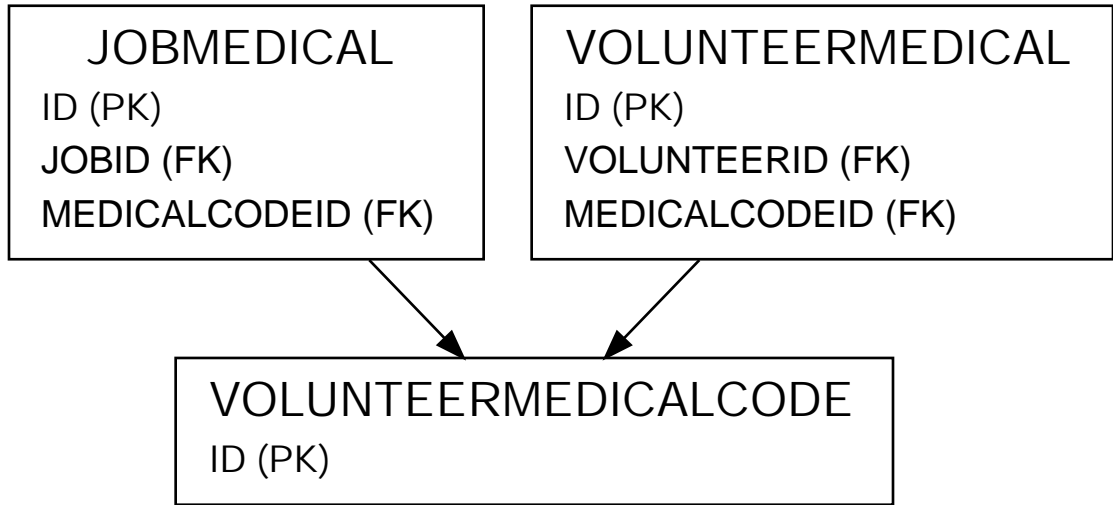 JOBMEDICAL
ID (PK)
JOBID (FK)
MEDICALCODEID (FK)
VOLUNTEERMEDICAL
ID (PK)
VOLUNTEERID (FK)
MEDICALCODEID (FK)
VOLUNTEERMEDICALCODE
ID (PK)